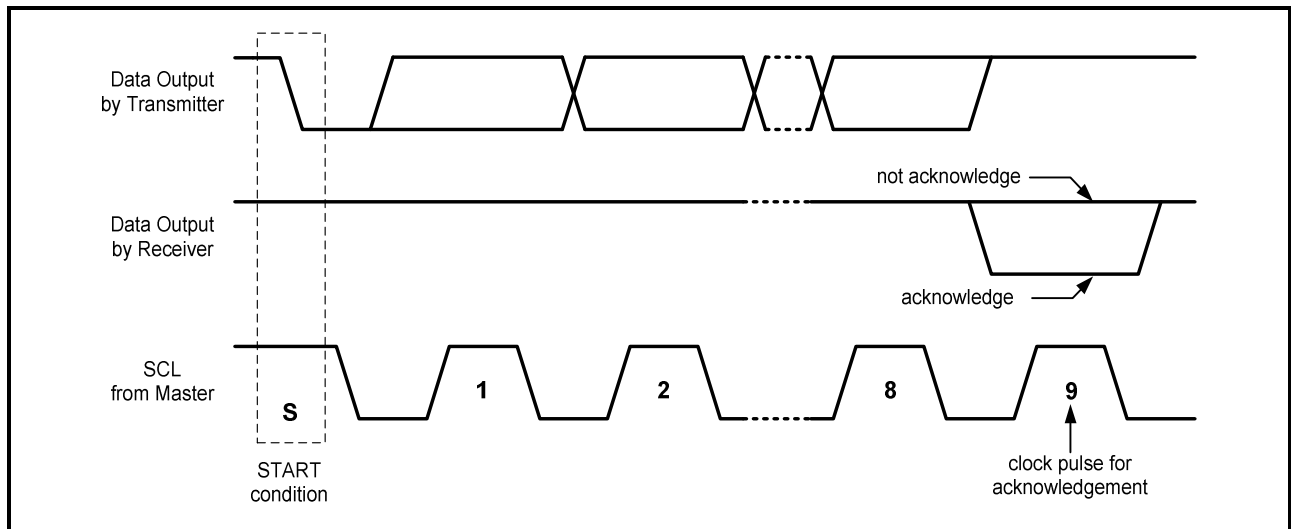 Data Output
by Transmitter
not acknowledge
Data Output
by Receiver
acknowledge
SCL
from Master
S
1
2
8
9
START
condition
clock pulse for
acknowledgement